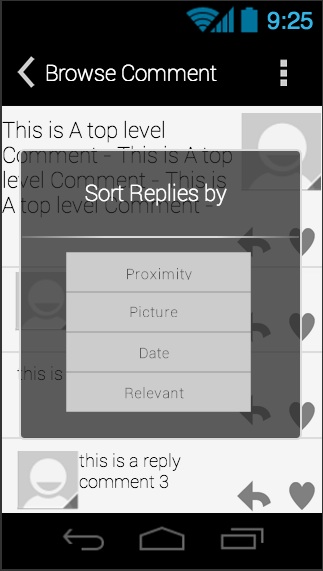 9:25
Browse Comment
This is A top level
Comment - This is A top
level Comment - This is
A top level Comment -
Sort Replies by
Proximity
Picture
Date
Relevant
this is
this is a reply
comment 3